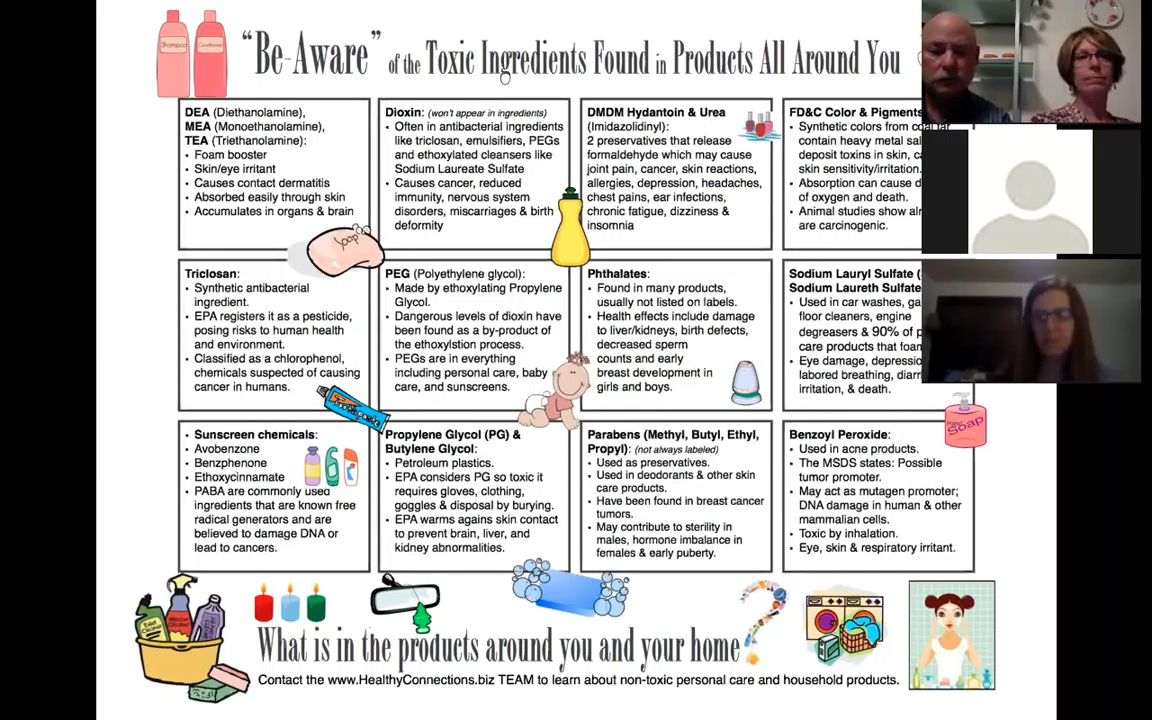 Shampoo
Conditioner
"Be-Aware" of the Toxic Ingredients Found in Products All Around You
DEA (Diethanolamine),
MEA (Monoethanolamine),
TEA (Triethanolamine):
• Foam booster
• Skin/eye irritant
• Causes contact dermatitis
• Absorbed easily through skin
• Accumulates in organs & brain
Dioxin: (won't appear in ingredients)
• Often in antibacterial ingredients
like triclosan, emulsifiers, PEGs
and ethoxylated cleansers like
Sodium Laureate Sulfate
• Causes cancer, reduced
immunity, nervous system
disorders, miscarriages & birth
deformity
DMDM Hydantoin & Urea
(Imidazolidinyl):
2 preservatives that release
formaldehyde which may cause
joint pain, cancer, skin reactions,
allergies, depression, headaches,
chest pains, ear infections,
chronic fatigue, dizziness &
insomnia
FD&C Color & Pigments
• Synthetic colors from coal tar
contain heavy metal
deposit toxins in skin,
skin sensitivity/irritation.
• Absorption can cause
of oxygen and death.
• Animal studies show
are carcinogenic.
Soap
Triclosan:
• Synthetic antibacterial
ingredient.
• EPA registers it as a pesticide,
posing risks to human health
and environment.
• Classified as a chlorophenol,
chemicals suspected of causing
cancer in humans.
PEG (Polyethylene glycol):
• Made by ethoxylating Propylene
Glycol.
• Dangerous levels of dioxin have
been found as a by-product of
the ethoxylstion process.
• PEGs are in everything
including personal care, baby
care, and sunscreens.
Phthalates:
• Found in many products,
usually not listed on labels.
• Health effects include damage
to liver/kidneys, birth defects,
decreased sperm
counts and early
breast development in
girls and boys.
Sodium Lauryl Sulfate
Sodium Laureth Sulfate
• Used in car washes,
floor cleaners, engine
degreasers & 90% of
care products that foam
• Eye damage,
labored breathing,
irritation, & death.
Hand
Soap
• Sunscreen chemicals:
• Avobenzone
• Benzphenone
• Ethoxycinnamate
• PABA are commonly used
ingredients that are known free
radical generators and are
believed to damage DNA or
lead to cancers.
Propylene Glycol (PG) &
Butylene Glycol:
• Petroleum plastics.
• EPA considers PG so toxic it
requires gloves, clothing,
goggles & disposal by burying.
• EPA warms agains skin contact
to prevent brain, liver, and
kidney abnormalities.
Parabens (Methyl, Butyl, Ethyl,
Propyl): (not always labeled)
• Used as preservatives.
• Used in deodorants & other skin
care products.
• Have been found in breast cancer
tumors.
• May contribute to sterility in
males, hormone imbalance in
females & early puberty.
Benzoyl Peroxide:
• Used in acne products.
• The MSDS states: Possible
tumor promoter.
• May act as mutagen promoter;
DNA damage in human & other
mammalian cells.
• Toxic by inhalation.
• Eye, skin & respiratory irritant.
Toilet
Cleaner
What is in the products around you and your home?
Contact the www.HealthyConnections.biz TEAM to learn about non-toxic personal care and household products.